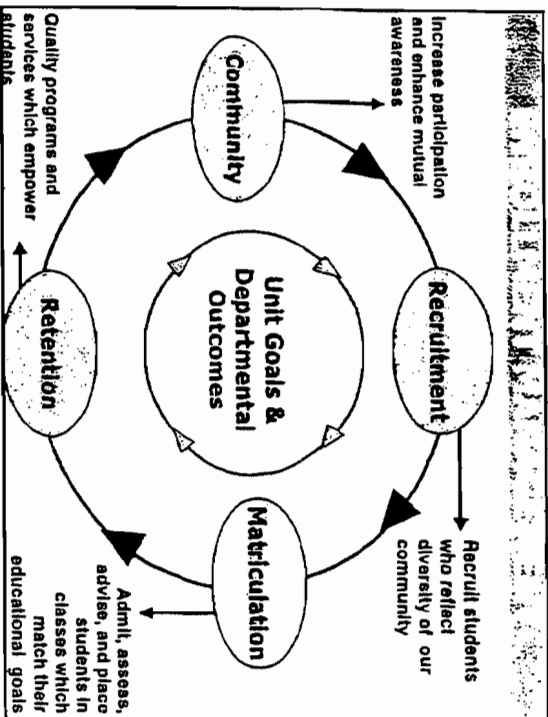 Increase participation
and enhance mutual
awareness
Community
Recruitment
Recruit students
who reflect
diversity of our
community
Unit Goals &
Departmental
Outcomes
Matriculation
Admit, assess,
advise, and place
students in
classes which
match their
educational goals
Retention
Quality programs and
services which empower
students